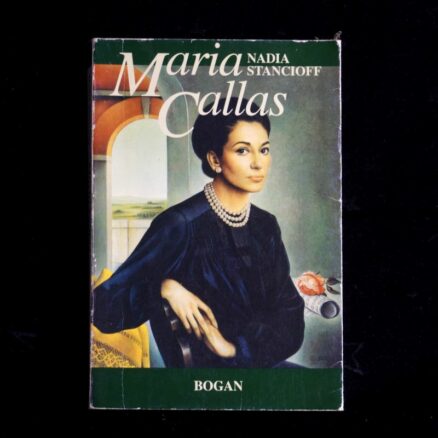 Maria
NADIA
STANCIOFF
Callas
BOGAN